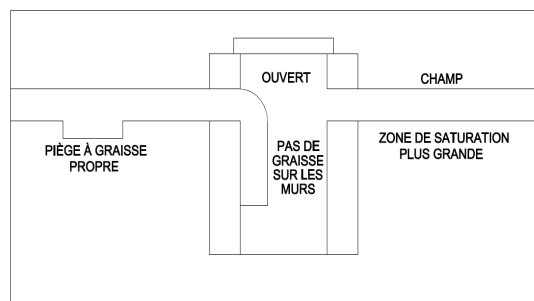 OUVERT
CHAMP
PIÈGE À GRAISSE
PROPRE
PAS DE
GRAISSE
SUR LES
MURS
ZONE DE SATURATION
PLUS GRANDE